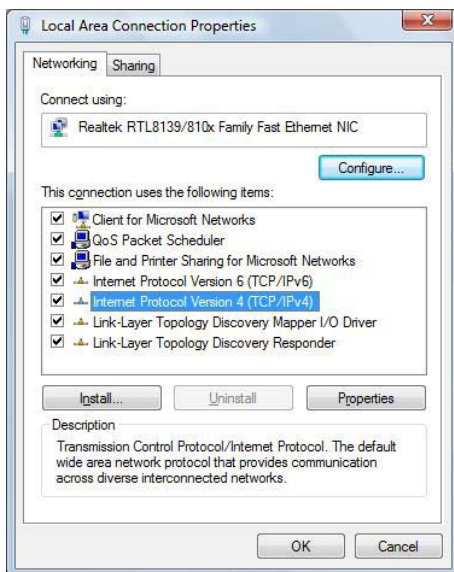 Local Area Connection Properties
Networking
Sharing
Connect using:
Realtek RTL8139/810x Family Fast Ethernet NIC
Configure...
This connection uses the following items:
Client for Microsoft Networks
QoS Packet Scheduler
File and Printer Sharing for Microsoft Networks
Internet Protocol Version 6 (TCP/IPv6)
Internet Protocol Version 4 (TCP/IPv4)
Link-Layer Topology Discovery Mapper I/O Driver
Link-Layer Topology Discovery Responder
Install...
Uninstall
Properties
Description
Transmission Control Protocol/Internet Protocol. The default
wide area network protocol that provides communication
across diverse interconnected networks.
OK
Cancel